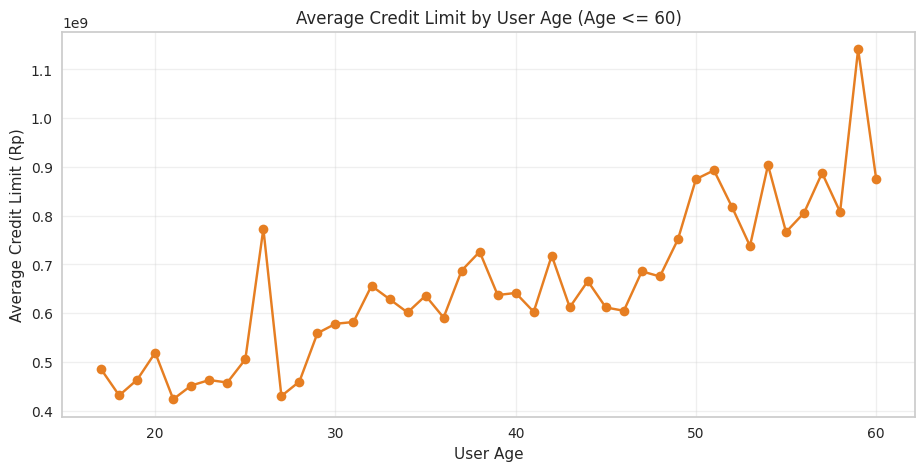 Average Credit Limit by User Age (Age <= 60)
1e9
1.1
1.0
0.9
0.8
0.7
0.6
0.5
0.4
Average Credit Limit (Rp)
20 30 40 50 60
User Age